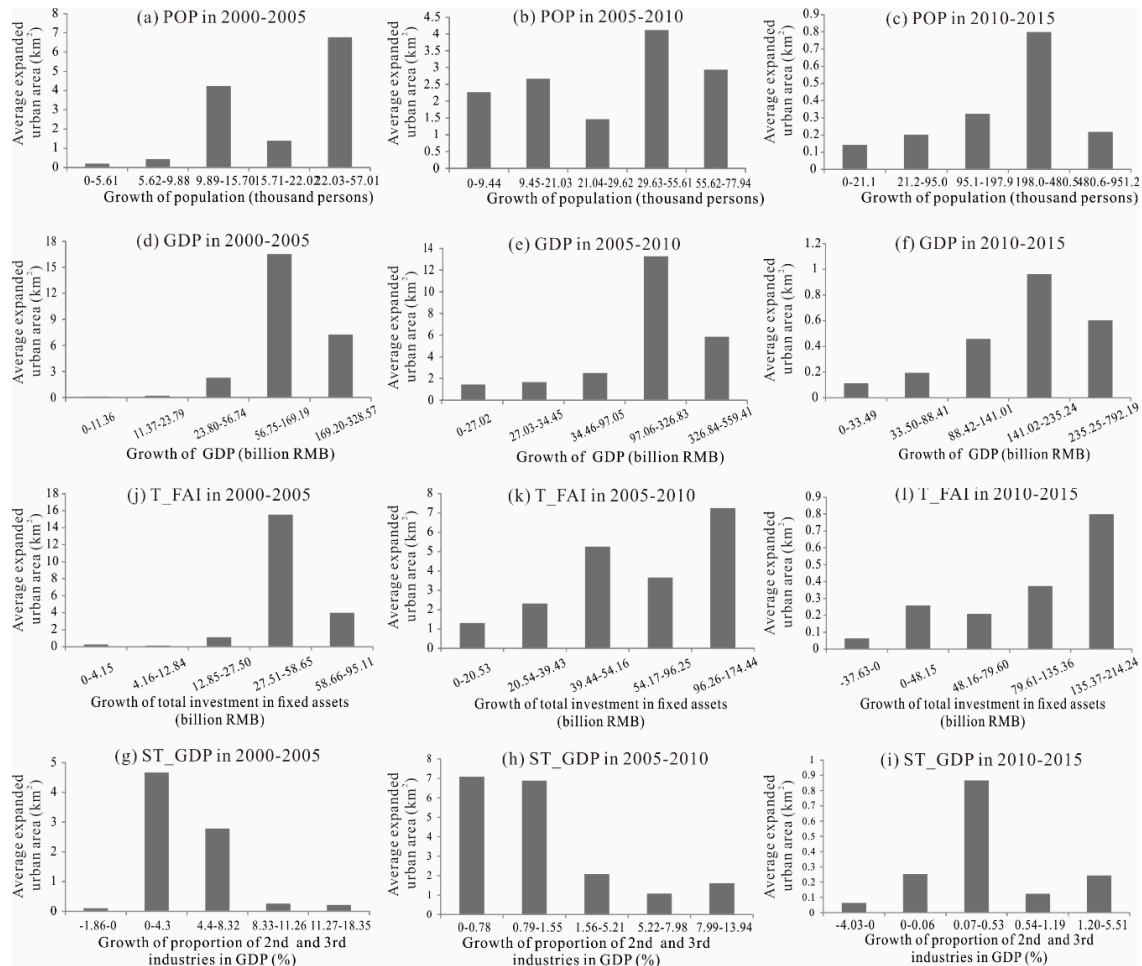 (a) POP in 2000-2005
Average expanded
urban area (km²)
8
7
6
5
4
3
2
1
0
0-5.61 5.62-9.88 9.89-15.70 15.71-22.02 22.03-57.01
Growth of population (thousand persons)
(b) POP in 2005-2010
Average expanded
urban area (km²)
4.5
4
3.5
3
2.5
2
1.5
1
0.5
0
0-9.44 9.45-21.03 21.04-29.62 29.63-55.61 55.62-77.94
Growth of population (thousand persons)
(c) POP in 2010-2015
Average expanded
urban area (km²)
0.9
0.8
0.7
0.6
0.5
0.4
0.3
0.2
0.1
0
0-21.1 21.2-95.0 95.1-197.9 198.0-480.5 480.6-951.2
Growth of population (thousand persons)
(d) GDP in 2000-2005
Average expanded
urban area (km²)
18
15
12
9
6
3
0
0-11.36 11.37-23.79 23.80-56.74 56.75-169.19 169.20-328.57
Growth of GDP (billion RMB)
(e) GDP in 2005-2010
Average expanded
urban area (km²)
14
12
10
8
6
4
2
0
0-27.02 27.03-34.45 34.46-97.05 97.06-326.83 326.84-559.41
Growth of GDP (billion RMB)
(f) GDP in 2010-2015
Average expanded
urban area (km²)
1.2
1
0.8
0.6
0.4
0.2
0
0-33.49 33.50-88.41 88.42-141.01 141.02-235.24 235.25-792.19
Growth of GDP (billion RMB)
(j) T_FAI in 2000-2005
Average expanded
urban area (km²)
18
16
14
12
10
8
6
4
2
0
0-4.15 4.16-12.84 12.85-27.50 27.51-58.65 58.66-95.11
Growth of total investment in fixed assets
(billion RMB)
(k) T_FAI in 2005-2010
Average expanded
urban area (km²)
8
7
6
5
4
3
2
1
0
0-20.53 20.54-39.43 39.44-54.16 54.17-96.25 96.26-174.44
Growth of total investment in fixed assets
(billion RMB)
(l) T_FAI in 2010-2015
Average expanded
urban area (km²)
0.9
0.8
0.7
0.6
0.5
0.4
0.3
0.2
0.1
0
-37.63-0 0-48.15 48.16-79.60 79.61-135.36 135.37-214.24
Growth of total investment in fixed assets
(billion RMB)
(g) ST_GDP in 2000-2005
Average expanded
urban area (km²)
5
4
3
2
1
0
-1.86-0 0-4.3 4.4-8.32 8.33-11.26 11.27-18.35
Growth of proportion of 2nd and 3rd
industries in GDP (%)
(h) ST_GDP in 2005-2010
Average expanded
urban area (km²)
8
7
6
5
4
3
2
1
0
0-0.78 0.79-1.55 1.56-5.21 5.22-7.98 7.99-13.94
Growth of proportion of 2nd and 3rd
industries in GDP (%)
(i) ST_GDP in 2010-2015
Average expanded
urban area (km²)
1
0.9
0.8
0.7
0.6
0.5
0.4
0.3
0.2
0.1
0
-4.03-0 0-0.06 0.07-0.53 0.54-1.19 1.20-5.51
Growth of proportion of 2nd and 3rd
industries in GDP (%)